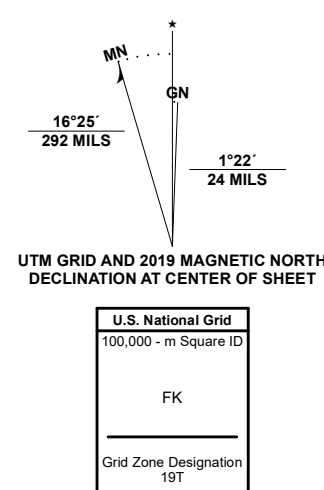 ★
MN
GN
16°25´
292 MILS
1°22´
24 MILS
UTM GRID AND 2019 MAGNETIC NORTH
DECLINATION AT CENTER OF SHEET
U.S. National Grid
100,000 - m Square ID
FK
Grid Zone Designation
19T